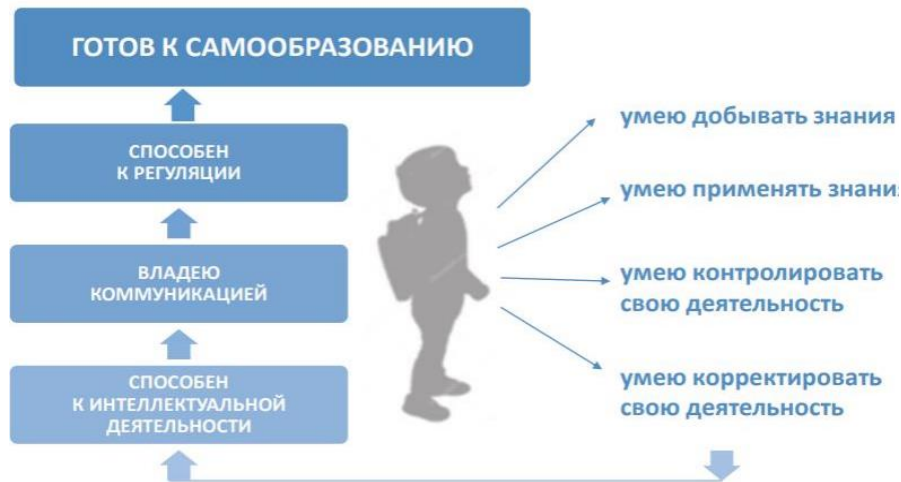 ГОТОВ К САМООБРАЗОВАНИЮ
СПОСОБЕН
К РЕГУЛЯЦИИ
ВЛАДЕЮ
КОММУНИКАЦИЕЙ
СПОСОБЕН
К ИНТЕЛЛЕКТУАЛЬНОЙ
ДЕЯТЕЛЬНОСТИ
умею добывать знания
умею применять знания
умею контролировать
свою деятельность
умею корректировать
свою деятельность